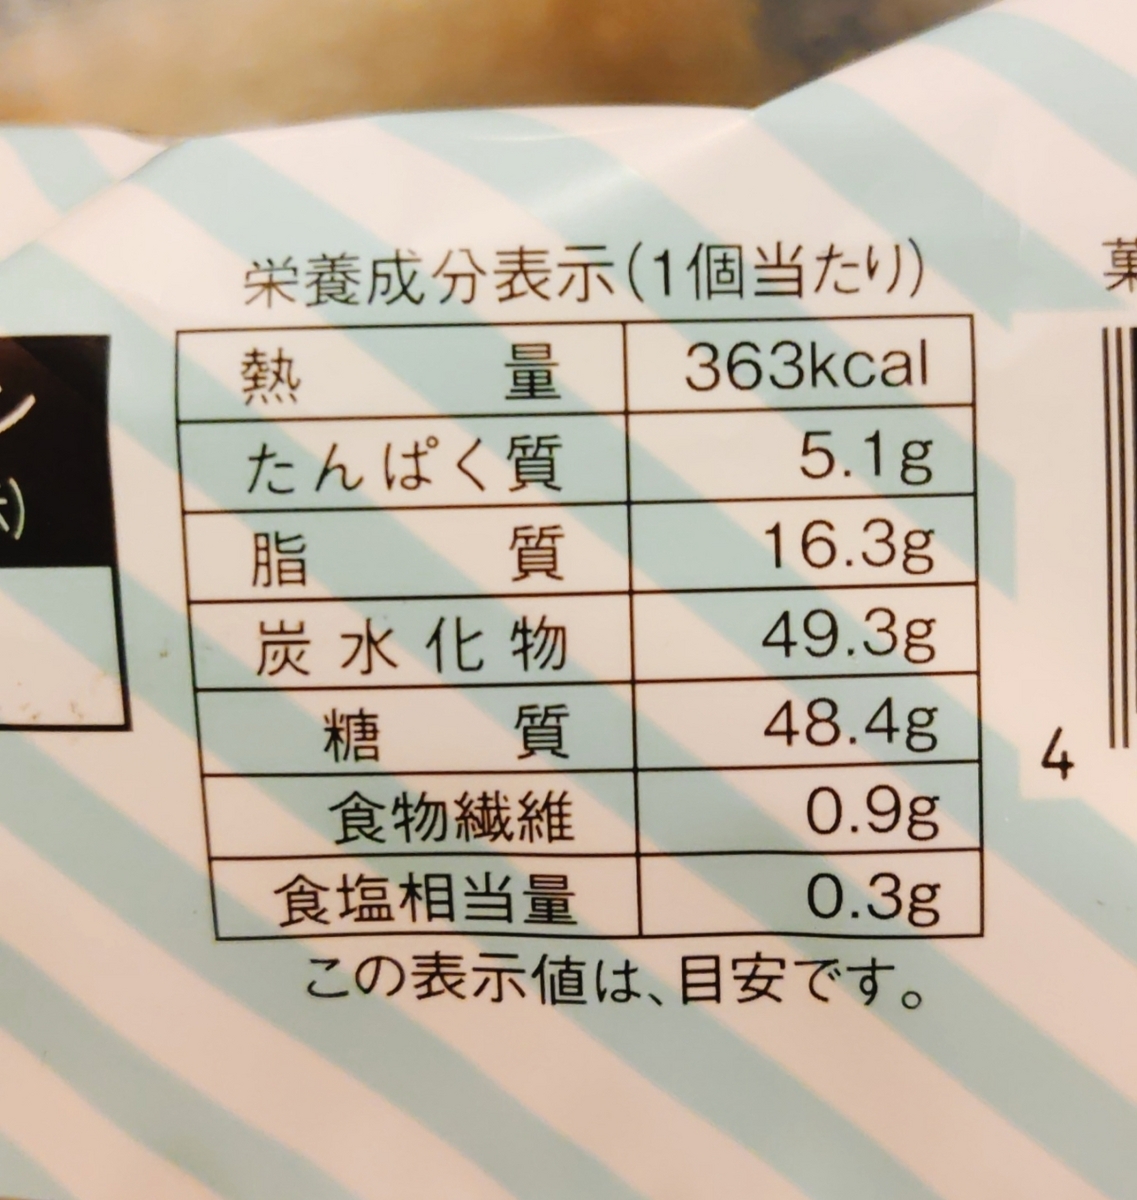 栄養成分表示(1個当たり)
熱量 363kcal
たんぱく質 5.1g
脂質 16.3g
炭水化物 49.3g
糖質 48.4g
食物繊維 0.9g
食塩相当量 0.3g
この表示値は、目安です。
菓
4